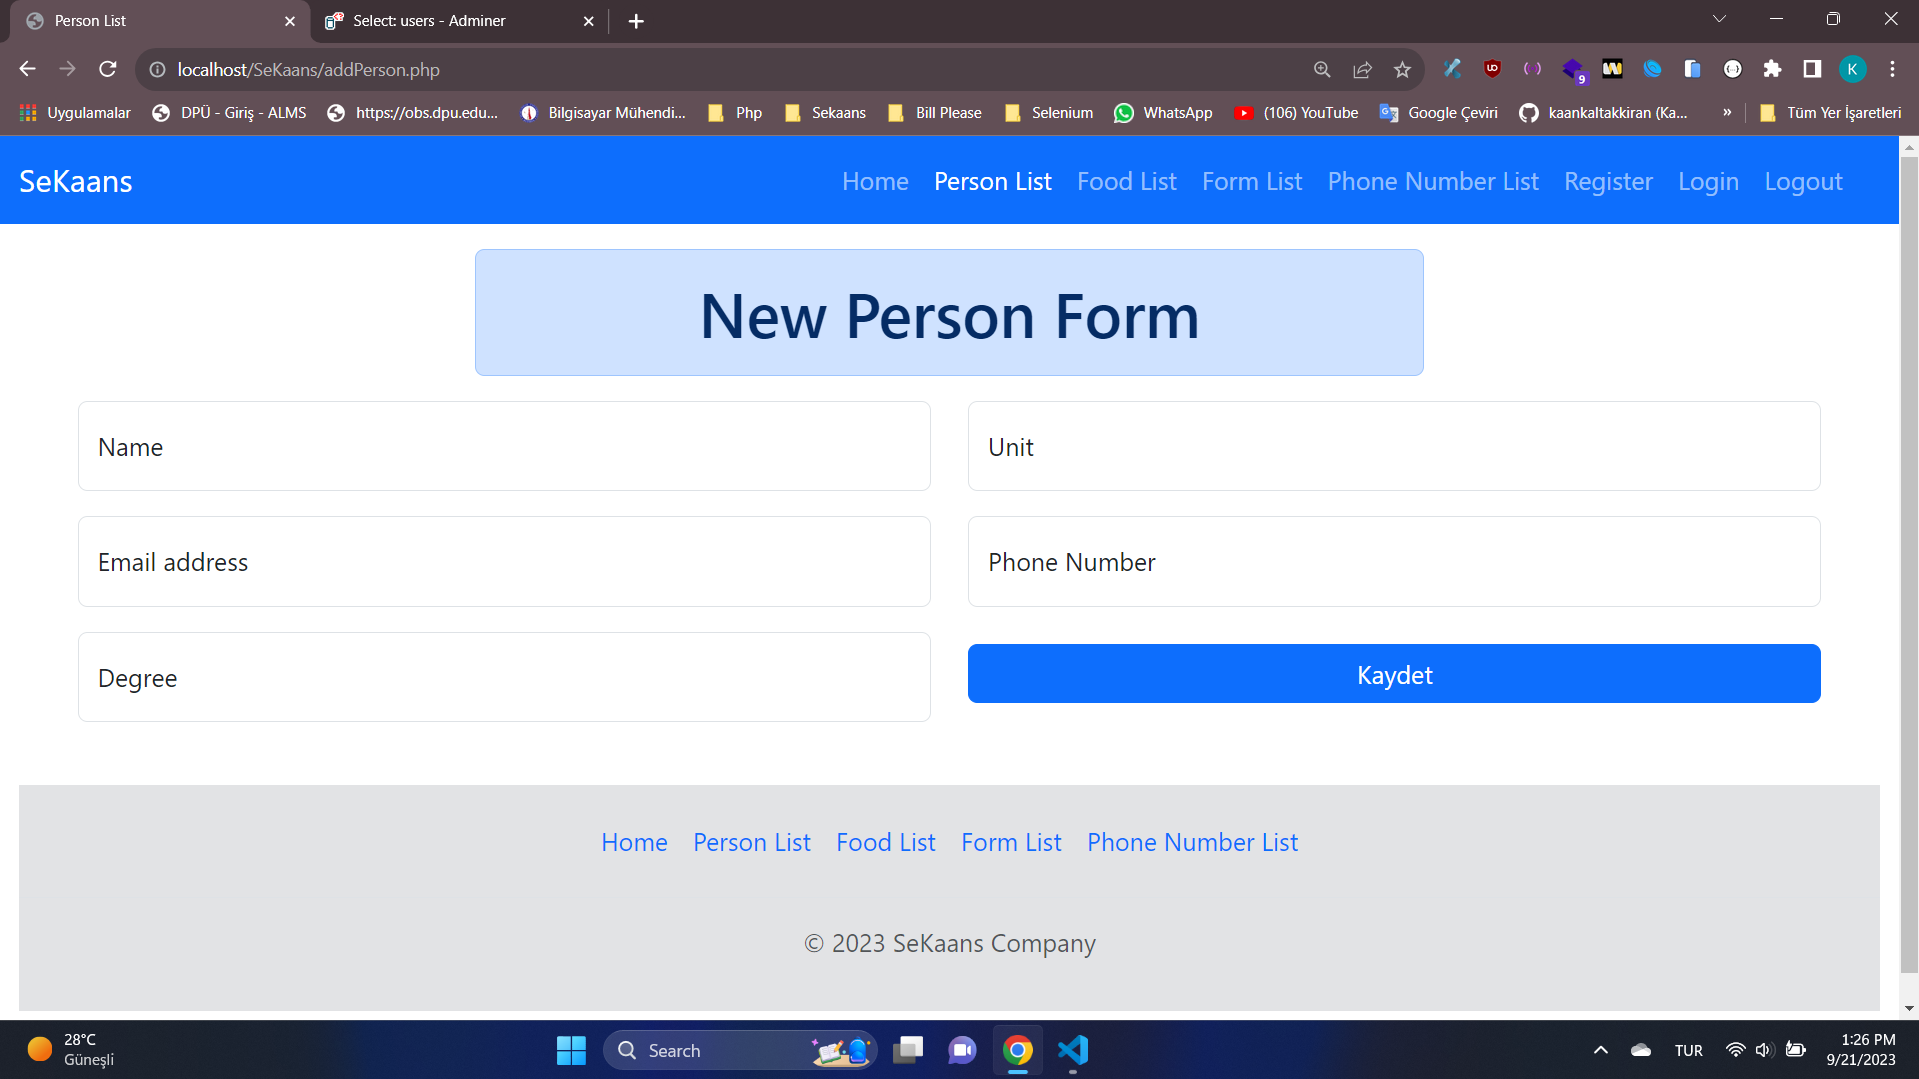 Person List
Select: users - Adminer
localhost/SeKaans/addPerson.php
9
K
Uygulamalar
DPÜ - Giriş - ALMS
https://obs.dpu.edu...
Bilgisayar Mühendi...
Php
Sekaans
Bill Please
Selenium
WhatsApp
(106) YouTube
Google Çeviri
kaankaltakkiran (Ka...
»
Tüm Yer İşaretleri
SeKaans
Home
Person List
Food List
Form List
Phone Number List
Register
Login
Logout
New Person Form
Name
Unit
Email address
Phone Number
Degree
Kaydet
Home
Person List
Food List
Form List
Phone Number List
© 2023 SeKaans Company
28°C
Güneşli
Search
TUR
1:26 PM
9/21/2023